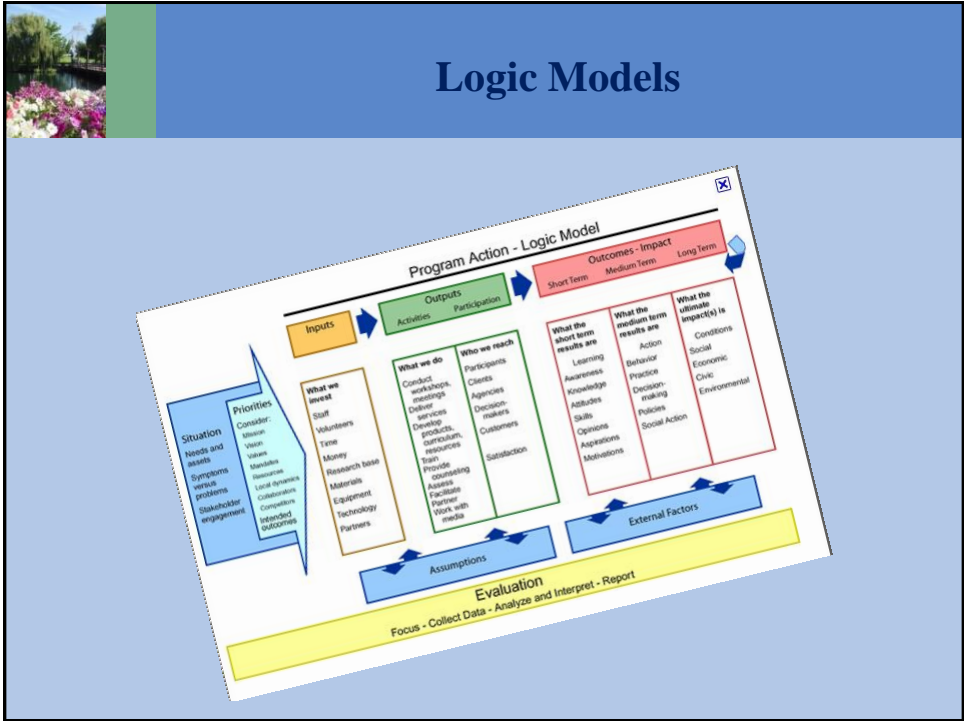 Logic Models
Program Action - Logic Model
Inputs
Outputs
Activities Participation
Outcomes - Impact
Short Term Medium Term Long Term
Situation
Needs and
assets
Symptoms
versus
problems
Stakeholder
engagement
Priorities
Consider:
Mission
Vision
Values
Mandates
Resources
Local dynamics
Collaborators
Competitors
Intended
outcomes
What we
invest
Staff
Volunteers
Time
Money
Research base
Materials
Equipment
Technology
Partners
What we do
Conduct
workshops,
meetings
Deliver
services
Develop
products,
curriculum,
resources
Train
Provide
counseling
Assess
Facilitate
Partner
Work with
media
Who we reach
Participants
Clients
Agencies
Decision-
makers
Customers
Satisfaction
What the
short term
results are
Learning
Awareness
Knowledge
Attitudes
Skills
Opinions
Aspirations
Motivations
What the
medium term
results are
Action
Behavior
Practice
Decision-
making
Policies
Social Action
What the
ultimate
impact(s) is
Conditions
Social
Economic
Civic
Environmental
Assumptions
External Factors
Evaluation
Focus - Collect Data - Analyze and Interpret - Report